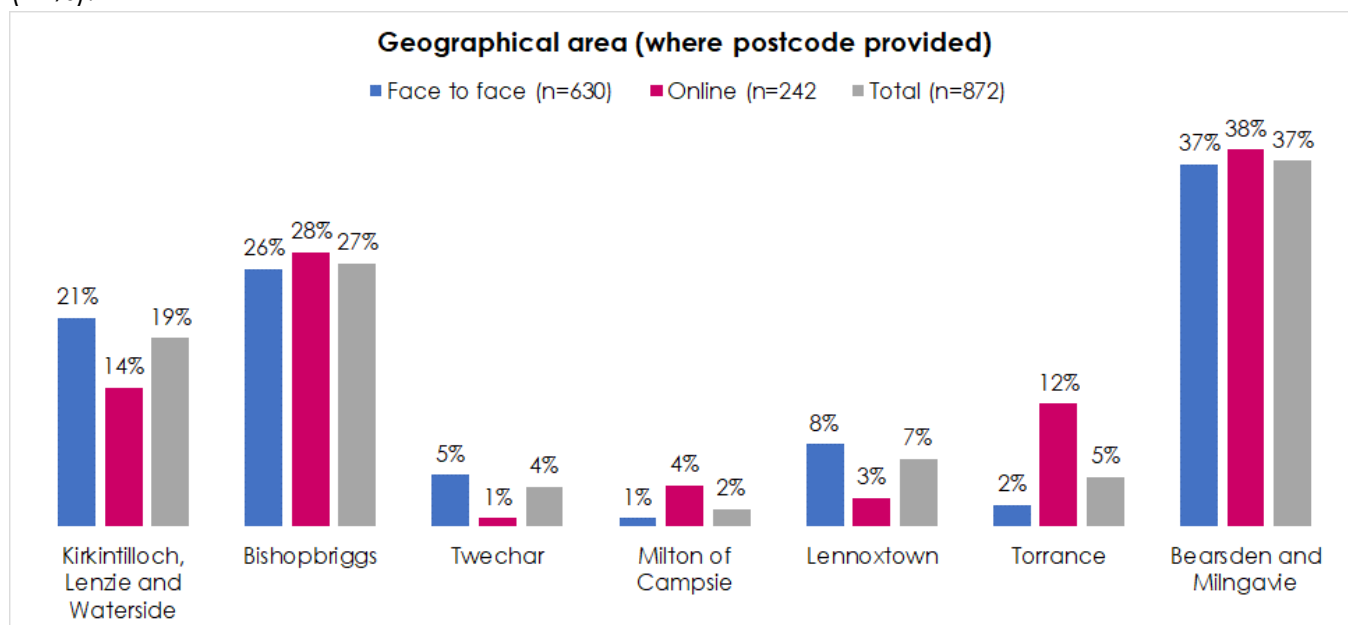 Geographical area (where postcode provided)
Face to face (n=630) Online (n=242 Total (n=872)
21% 14% 19%
26% 28% 27%
5% 1% 4%
1% 4% 2%
8% 3% 7%
2% 12% 5%
37% 38% 37%
Kirkintilloch,
Lenzie and
Waterside
Bishopbriggs
Twechar
Milton of
Campsie
Lennoxtown
Torrance
Bearsden and
Milngavie